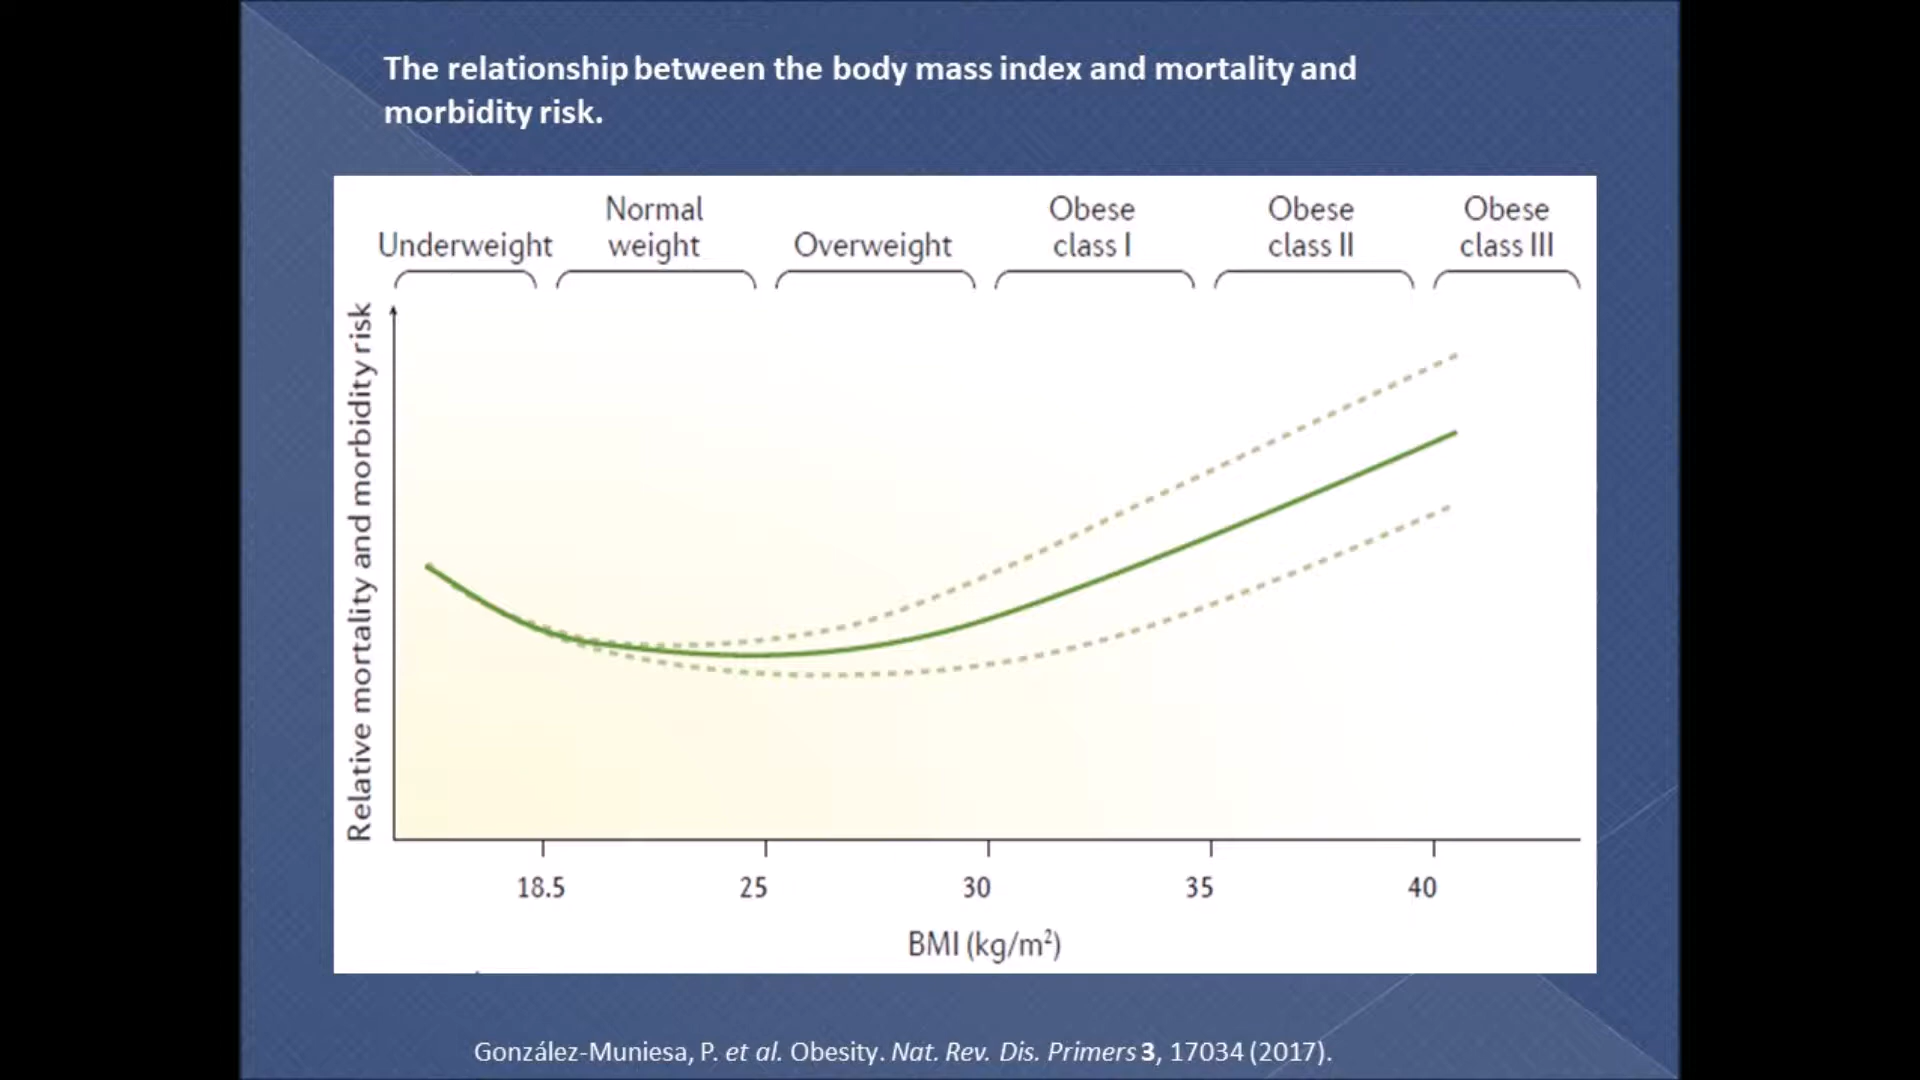 The relationship between the body mass index and mortality and
morbidity risk.
Underweight
Normal
weight
Overweight
Obese
class I
Obese
class II
Obese
class III
Relative mortality and morbidity risk
18.5
25
30
35
40
BMI (kg/m²)
González-Muniesa, P. et al. Obesity. Nat. Rev. Dis. Primers 3, 17034 (2017).